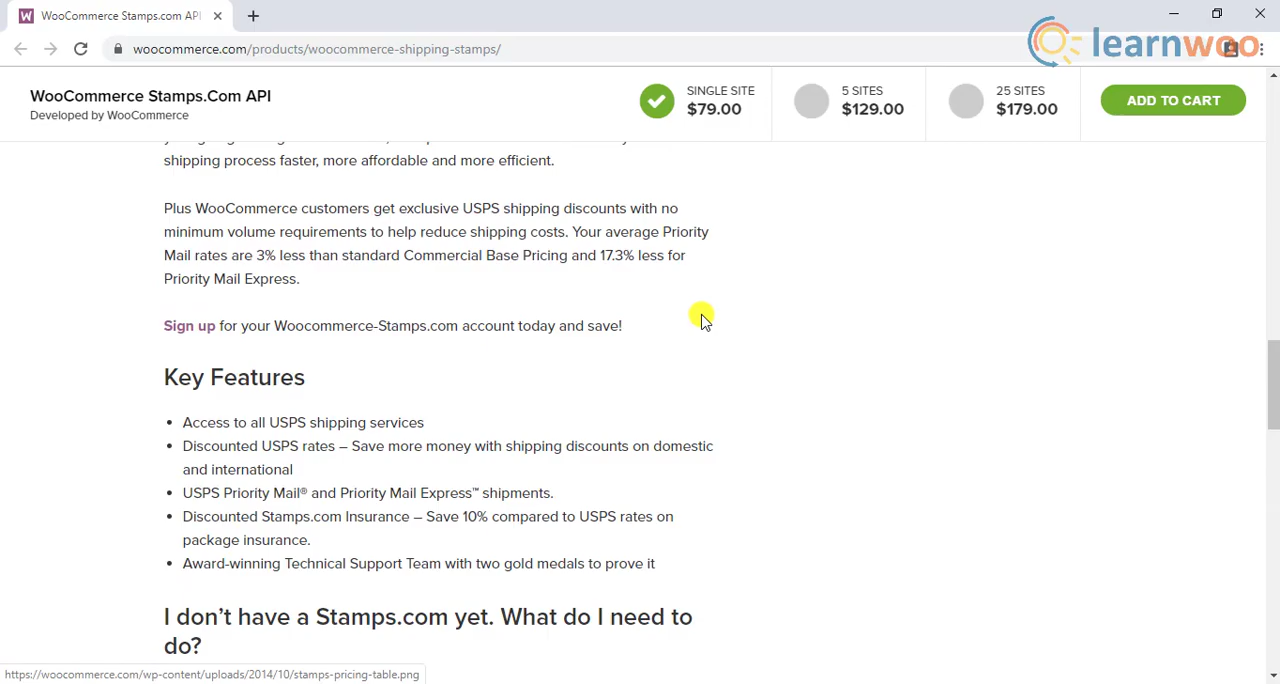 WooCommerce Stamps.com API
woocommerce.com/products/woocommerce-shipping-stamps/
learnwoo
WooCommerce Stamps.Com API
Developed by WooCommerce
SINGLE SITE
$79.00
5 SITES
$129.00
25 SITES
$179.00
ADD TO CART
shipping process faster, more affordable and more efficient.
Plus WooCommerce customers get exclusive USPS shipping discounts with no
minimum volume requirements to help reduce shipping costs. Your average Priority
Mail rates are 3% less than standard Commercial Base Pricing and 17.3% less for
Priority Mail Express.
Sign up for your Woocommerce-Stamps.com account today and save!
Key Features
• Access to all USPS shipping services
• Discounted USPS rates – Save more money with shipping discounts on domestic
and international
• USPS Priority Mail® and Priority Mail Express™ shipments.
• Discounted Stamps.com Insurance – Save 10% compared to USPS rates on
package insurance.
• Award-winning Technical Support Team with two gold medals to prove it
I don't have a Stamps.com yet. What do I need to
do?
https://woocommerce.com/wp-content/uploads/2014/10/stamps-pricing-table.png